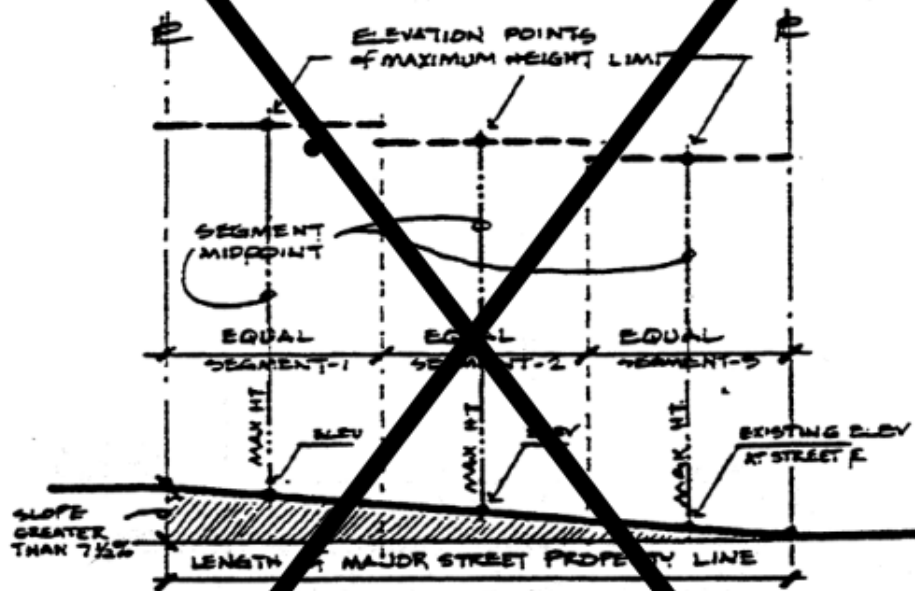 ELEVATION POINTS
of MAXIMUM HEIGHT LIMIT
SEGMENT
MIDPOINT
EQUAL EQUAL EQUAL
SEGMENT-1 SEGMENT-2 SEGMENT-3
MAX HT MAX HT MAX. HT.
ELEV ELEV EXISTING ELEV
AT STREET
SLOPE
GREATER
THAN 7½%
LENGTH of MAJOR STREET PROPERTY LINE